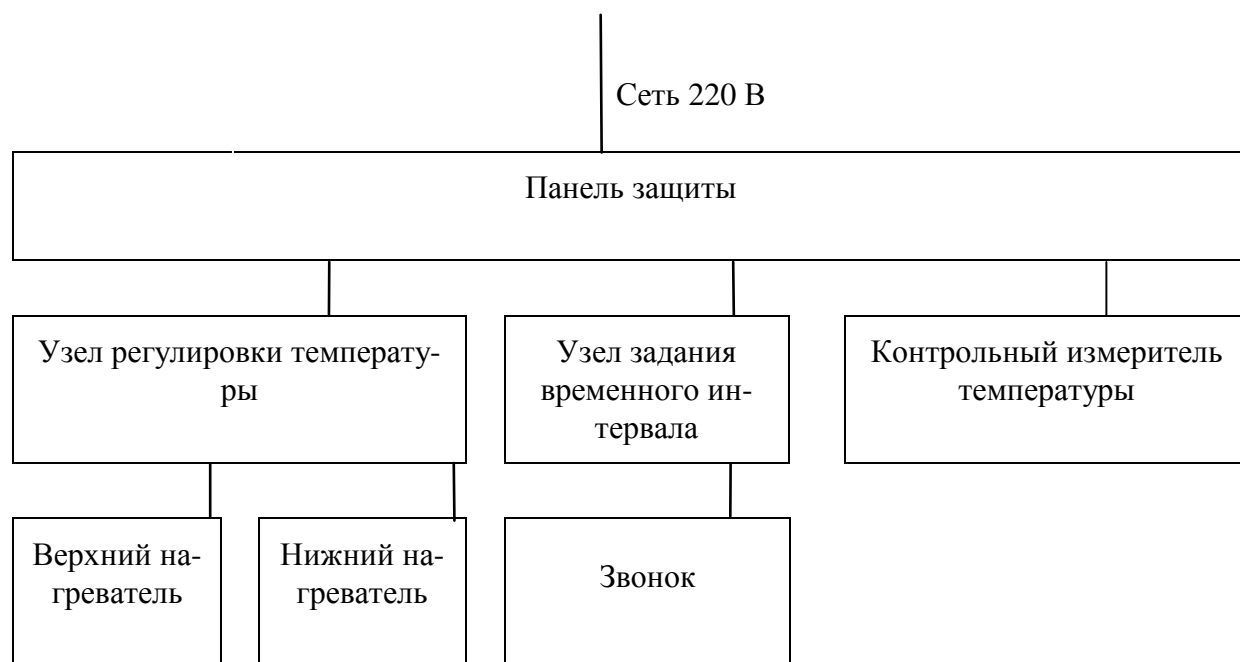 Сеть 220 В
Панель защиты
Узел регулировки температу-
ры
Узел задания
временного ин-
тервала
Контрольный измеритель
температуры
Верхний на-
греватель
Нижний на-
греватель
Звонок